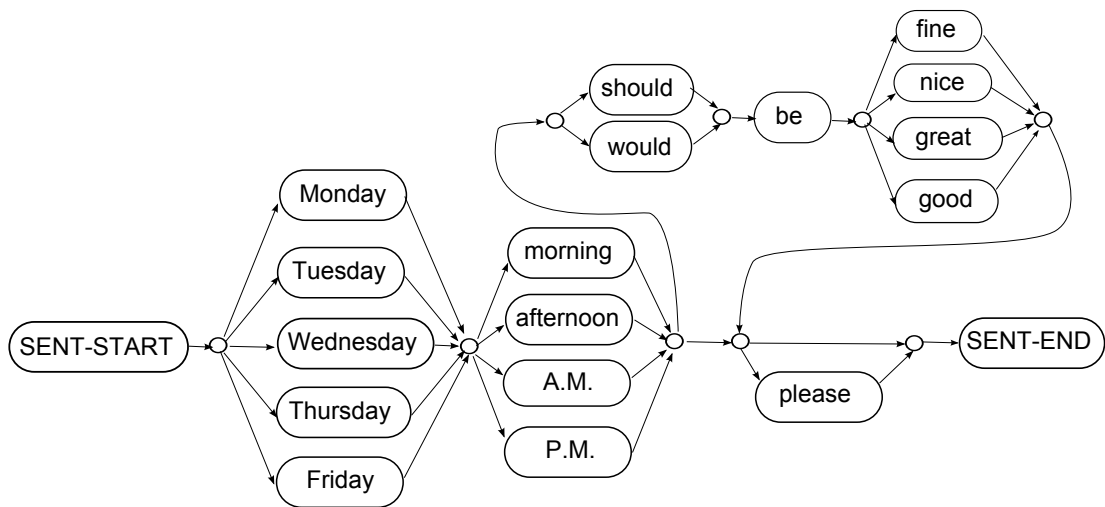 SENT-START
Monday
Tuesday
Wednesday
Thursday
Friday
morning
afternoon
A.M.
P.M.
should
would
be
fine
nice
great
good
please
SENT-END